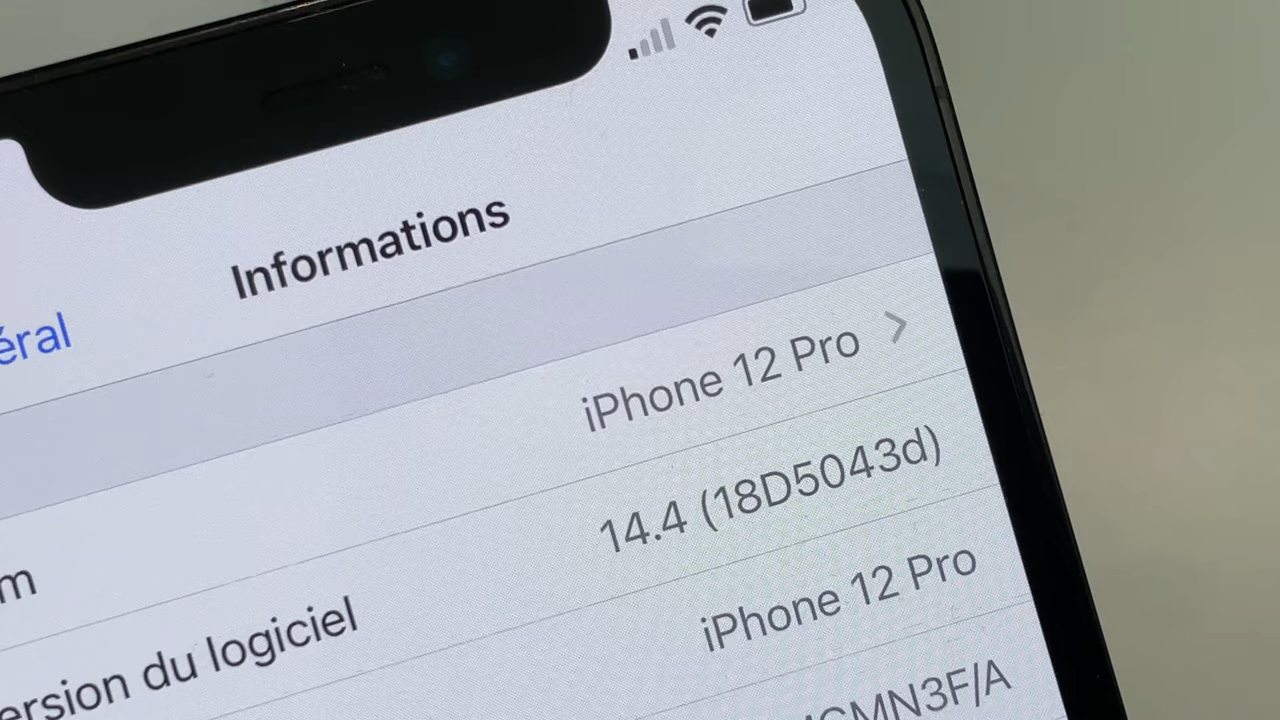 Informations
éral
iPhone 12 Pro
m
14.4 (18D5043d)
ersion du logiciel
iPhone 12 Pro
CMN3F/A